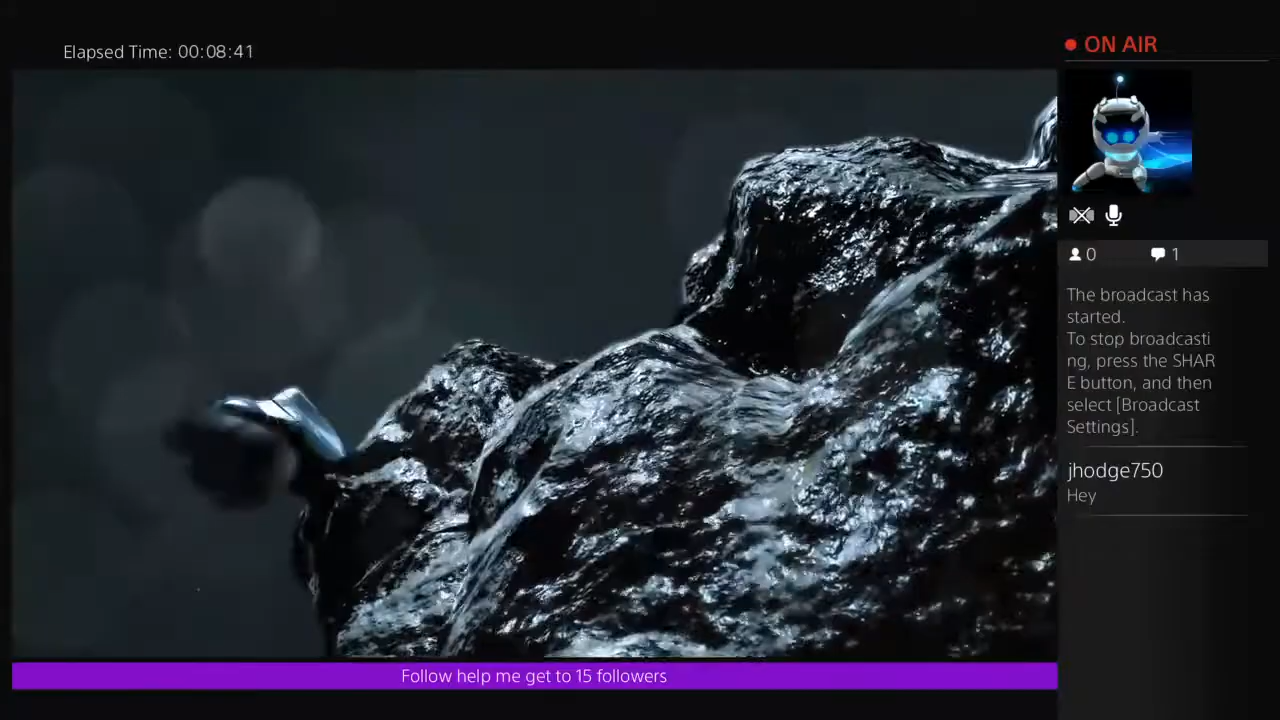 Elapsed Time: 00:08:41
ON AIR
0
1
The broadcast has
started.
To stop broadcasti
ng, press the SHAR
E button, and then
select [Broadcast
Settings].
jhodge750
Hey
Follow help me get to 15 followers